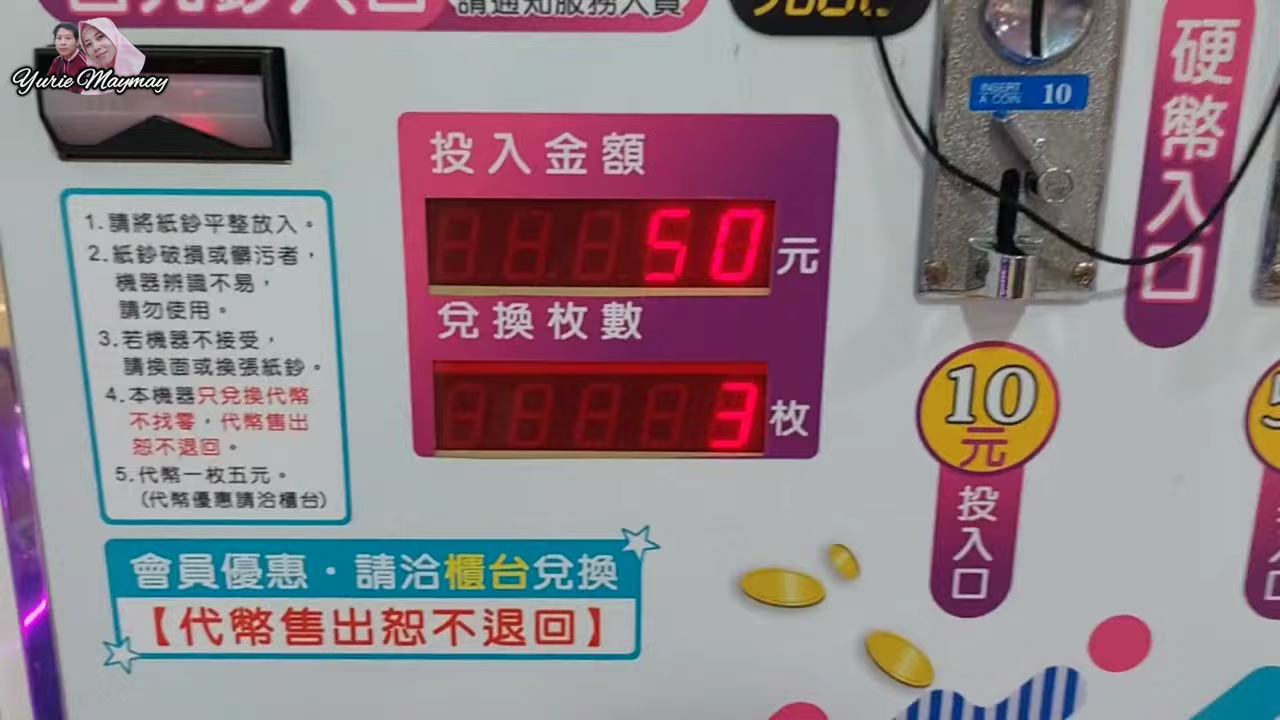 Yurie Maymay
請通知服務人員
INSERT
A COIN 10
硬幣入口
投入金額
50 元
兌換枚數
3 枚
1.請將紙鈔平整放入。
2.紙鈔破損或髒污者，
機器辨識不易，
請勿使用。
3.若機器不接受，
請換面或換張紙鈔。
4.本機器只兌換代幣
不找零，代幣售出
恕不退回。
5.代幣一枚五元。
(代幣優惠請洽櫃台)
10
元
投入口
會員優惠・請洽櫃台兌換
【代幣售出恕不退回】